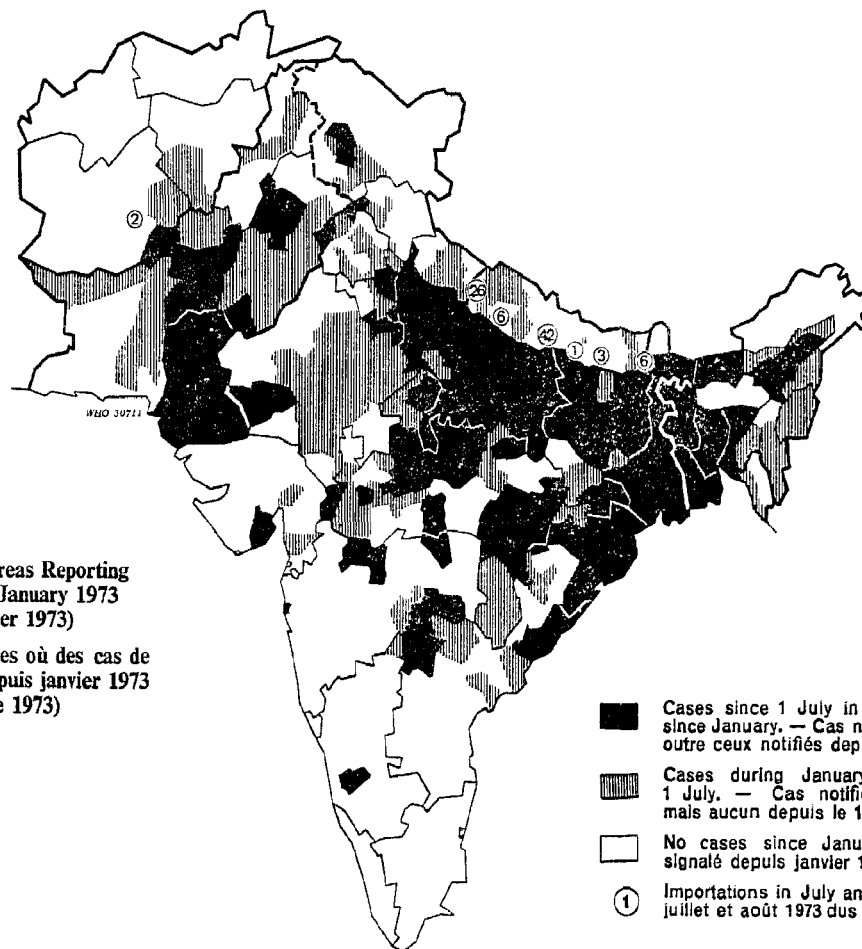 ②
26
⑥
42
①
③
⑥
WHO 30711
reas Reporting
January 1973
er 1973)
es où des cas de
puis janvier 1973
e 1973)
Cases since 1 July in
since January. — Cas n
outre ceux notifiés dep
Cases during January
1 July. — Cas notifié
mais aucun depuis le 1
No cases since Janu
signalé depuis janvier 1
① Importations in July an
juillet et août 1973 dus